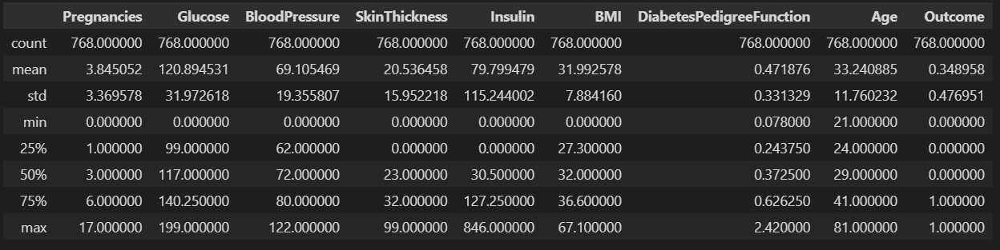 Pregnancies Glucose BloodPressure SkinThickness Insulin BMI DiabetesPedigreeFunction Age Outcome
count 768.000000 768.000000 768.000000 768.000000 768.000000 768.000000 768.000000 768.000000 768.000000
mean 3.845052 120.894531 69.105469 20.536458 79.799479 31.992578 0.471876 33.240885 0.348958
std 3.369578 31.972618 19.355807 15.952218 115.244002 7.884160 0.331329 11.760232 0.476951
min 0.000000 0.000000 0.000000 0.000000 0.000000 0.000000 0.078000 21.000000 0.000000
25% 1.000000 99.000000 62.000000 0.000000 0.000000 27.300000 0.243750 24.000000 0.000000
50% 3.000000 117.000000 72.000000 23.000000 30.500000 32.000000 0.372500 29.000000 0.000000
75% 6.000000 140.250000 80.000000 32.000000 127.250000 36.600000 0.626250 41.000000 1.000000
max 17.000000 199.000000 122.000000 99.000000 846.000000 67.100000 2.420000 81.000000 1.000000